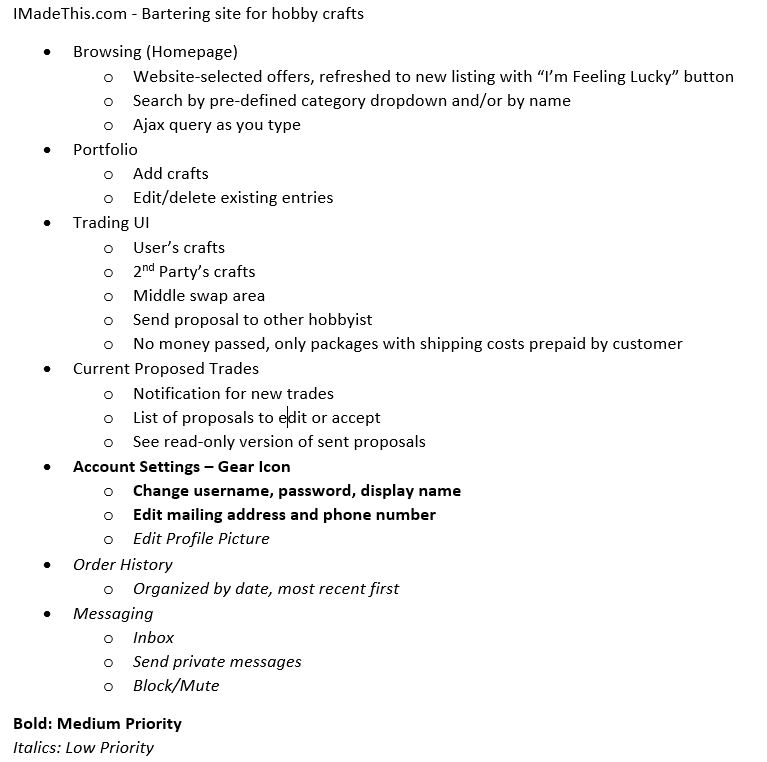 IMadeThis.com - Bartering site for hobby crafts
• Browsing (Homepage)
o Website-selected offers, refreshed to new listing with “I’m Feeling Lucky” button
o Search by pre-defined category dropdown and/or by name
o Ajax query as you type
• Portfolio
o Add crafts
o Edit/delete existing entries
• Trading UI
o User’s crafts
o 2nd Party’s crafts
o Middle swap area
o Send proposal to other hobbyist
o No money passed, only packages with shipping costs prepaid by customer
• Current Proposed Trades
o Notification for new trades
o List of proposals to edit or accept
o See read-only version of sent proposals
• Account Settings – Gear Icon
o Change username, password, display name
o Edit mailing address and phone number
o Edit Profile Picture
• Order History
o Organized by date, most recent first
• Messaging
o Inbox
o Send private messages
o Block/Mute
Bold: Medium Priority
Italics: Low Priority